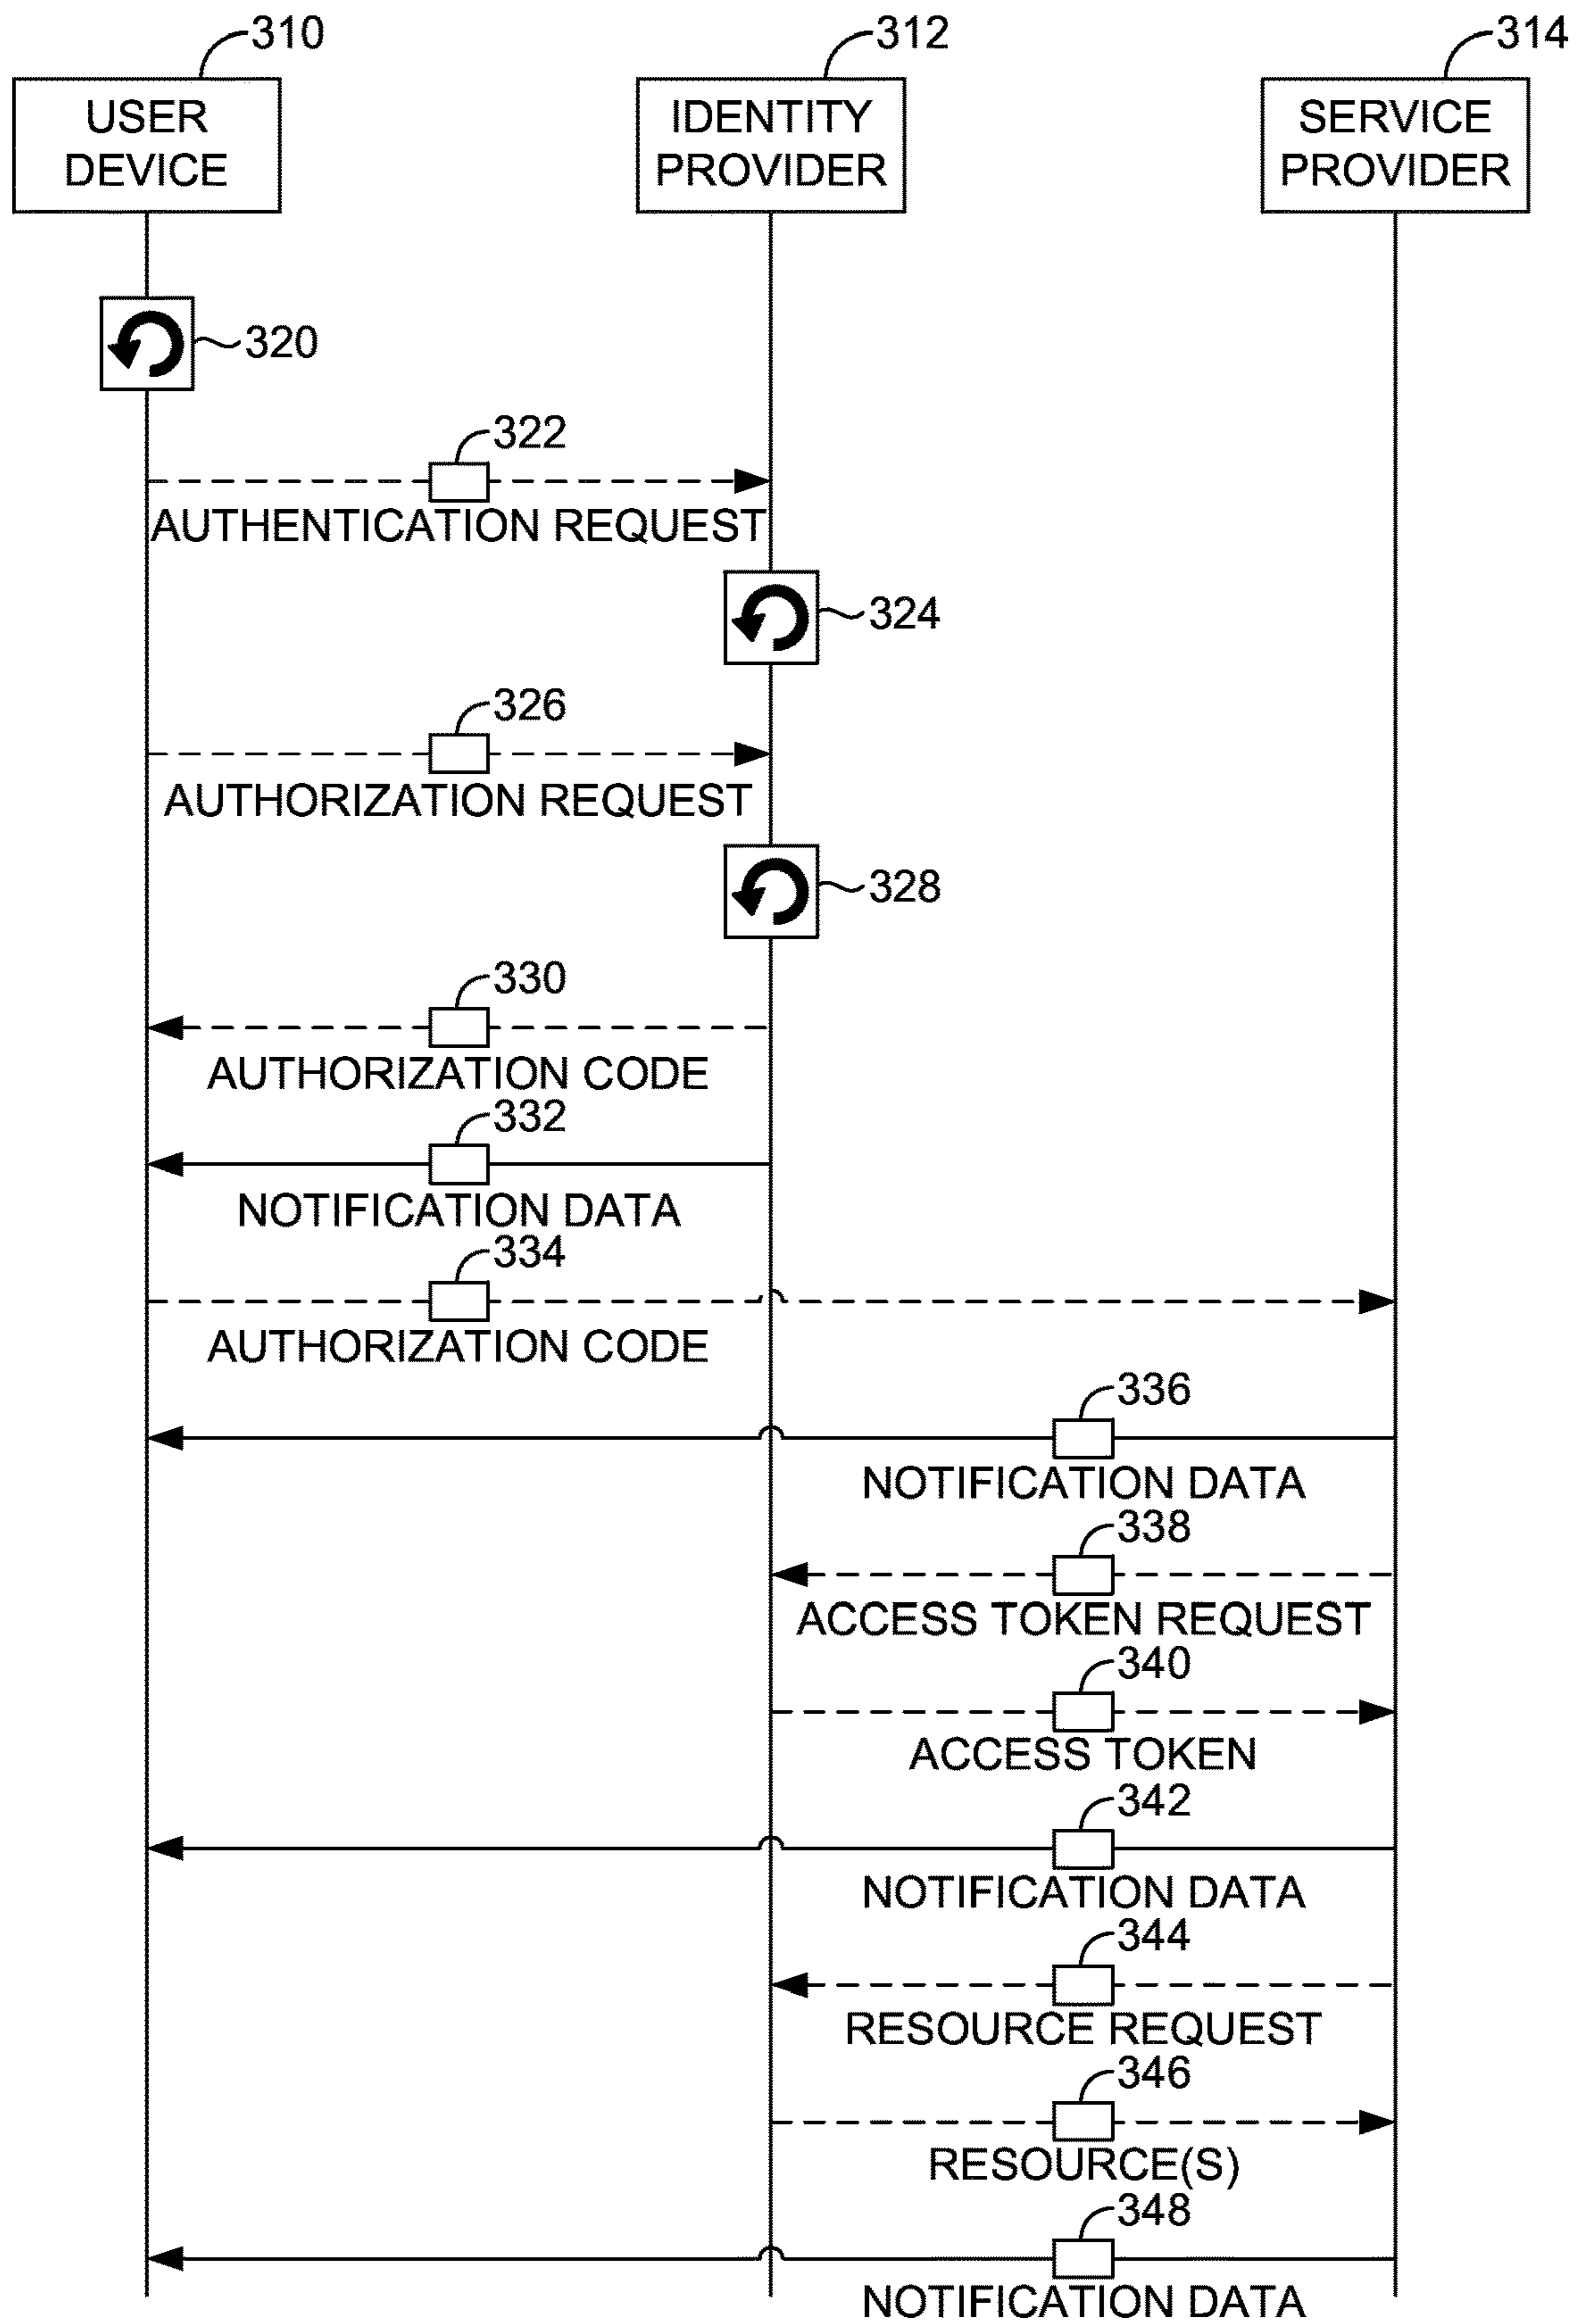 310
312
314
USER
DEVICE
IDENTITY
PROVIDER
SERVICE
PROVIDER
320
322
AUTHENTICATION REQUEST
324
326
AUTHORIZATION REQUEST
328
330
AUTHORIZATION CODE
332
NOTIFICATION DATA
334
AUTHORIZATION CODE
336
NOTIFICATION DATA
338
ACCESS TOKEN REQUEST
340
ACCESS TOKEN
342
NOTIFICATION DATA
344
RESOURCE REQUEST
346
RESOURCE(S)
348
NOTIFICATION DATA